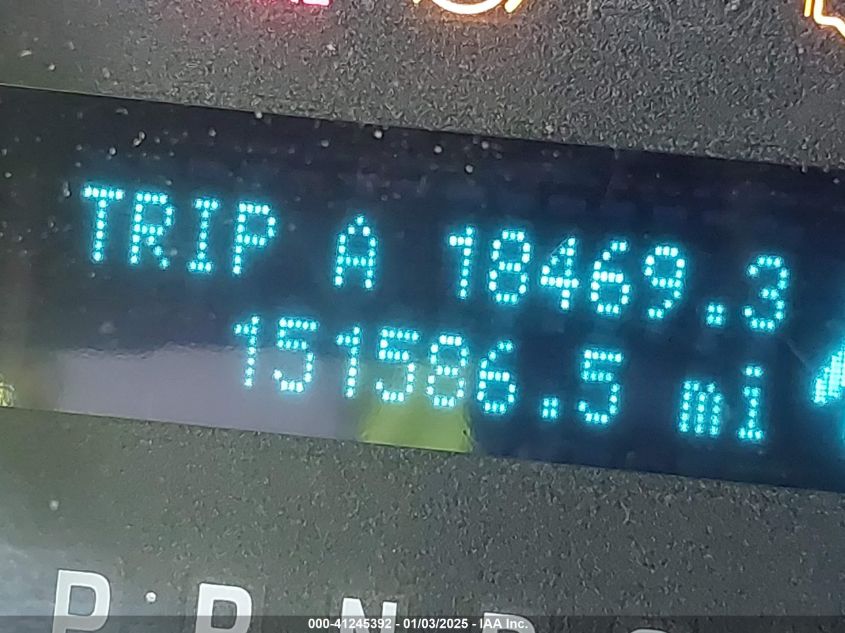 TRIP A 18469.3
151586.5 mi
P R N D
000-41245392 - 01/03/2025 - IAA Inc.